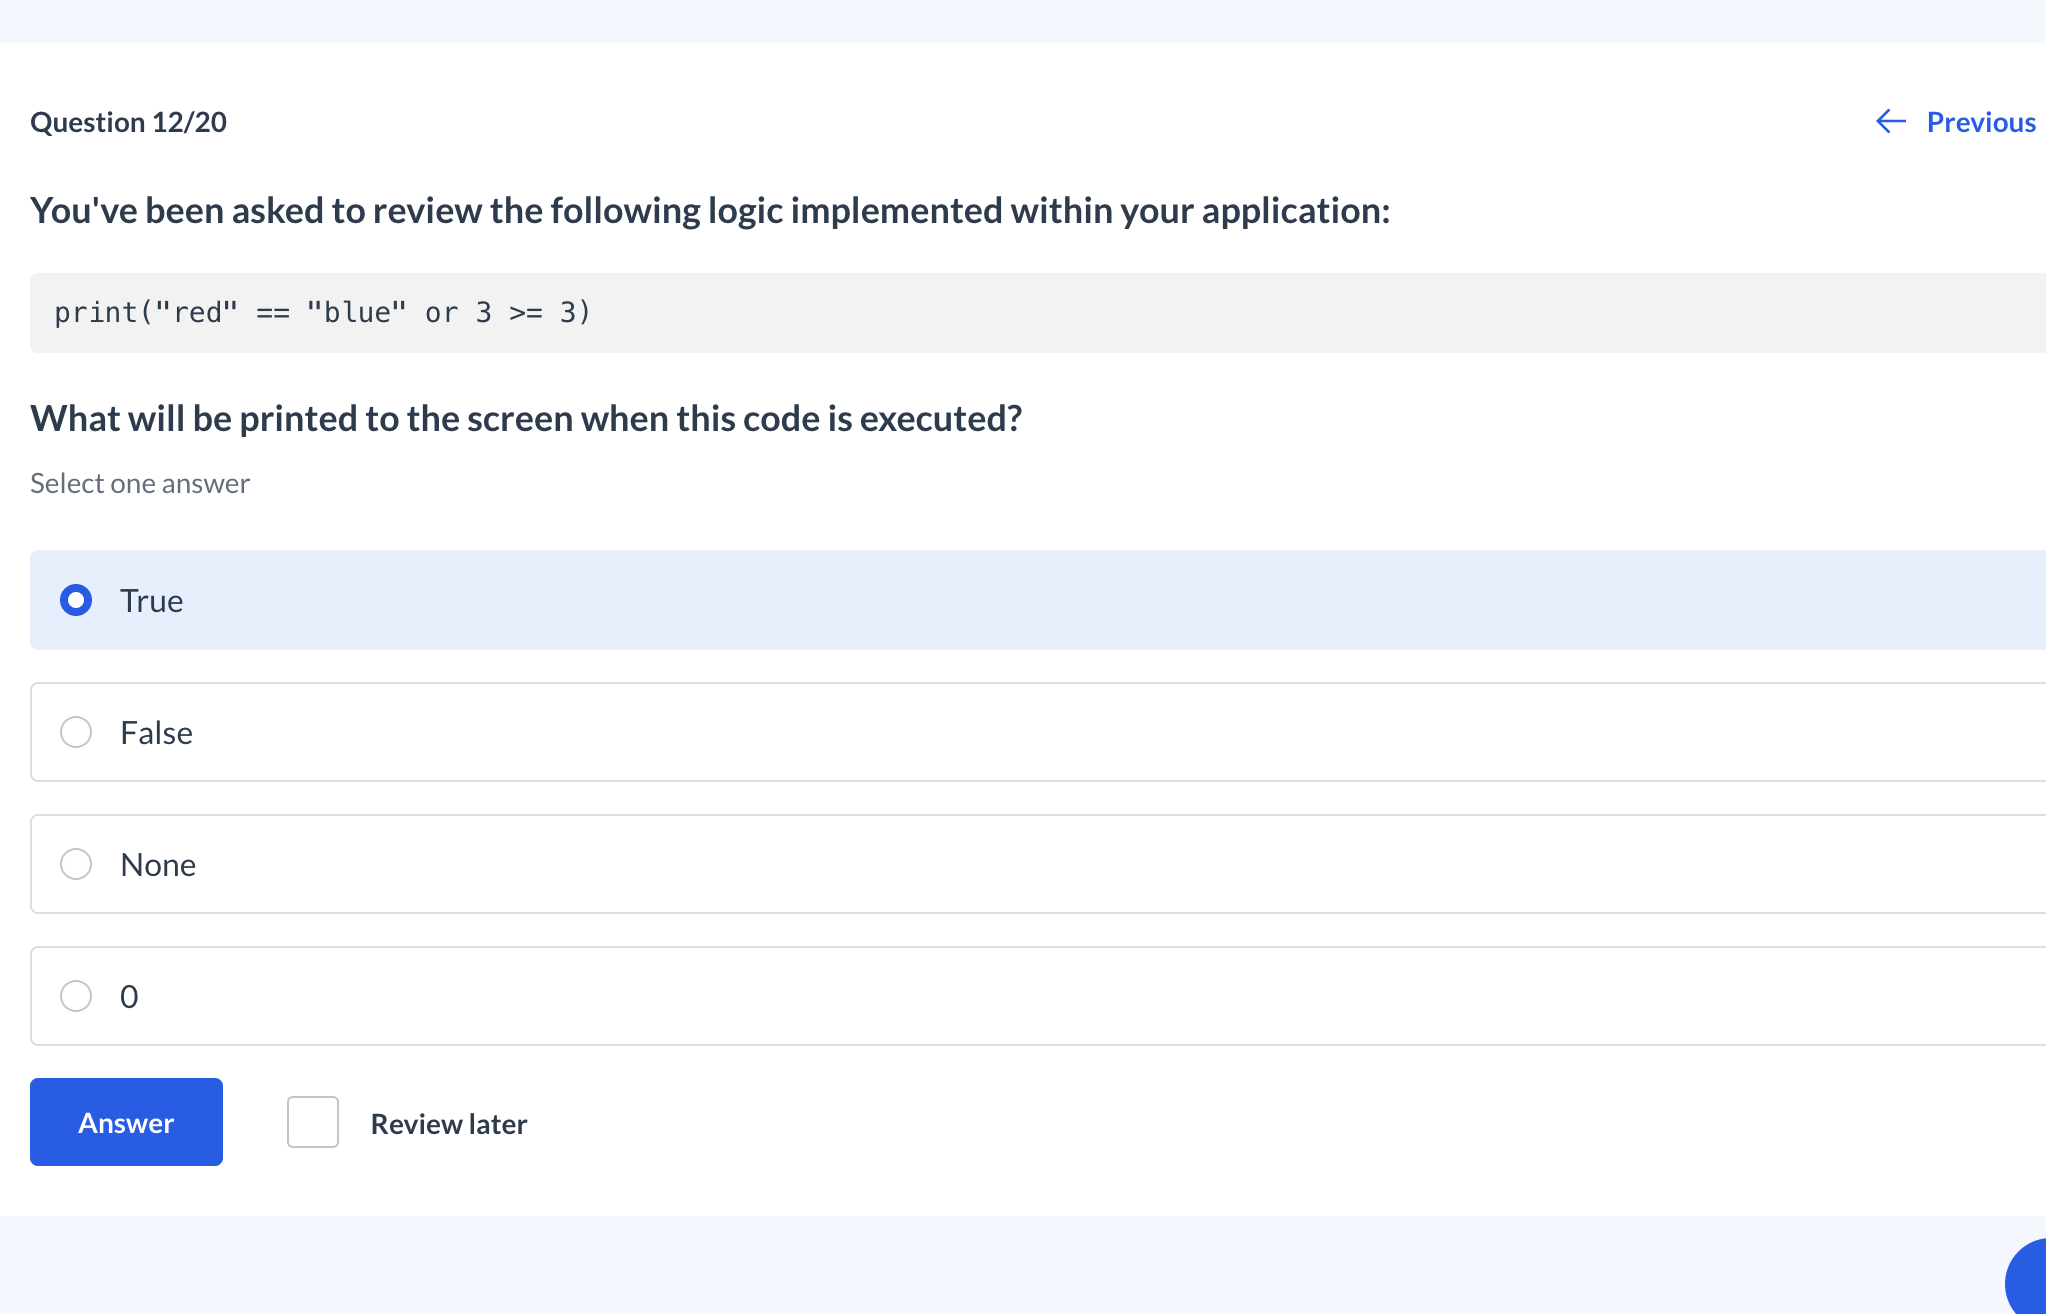 Question 12/20
Previous
You've been asked to review the following logic implemented within your application:
print("red" == "blue" or 3 >= 3)
What will be printed to the screen when this code is executed?
Select one answer
True
False
None
0
Answer
Review later